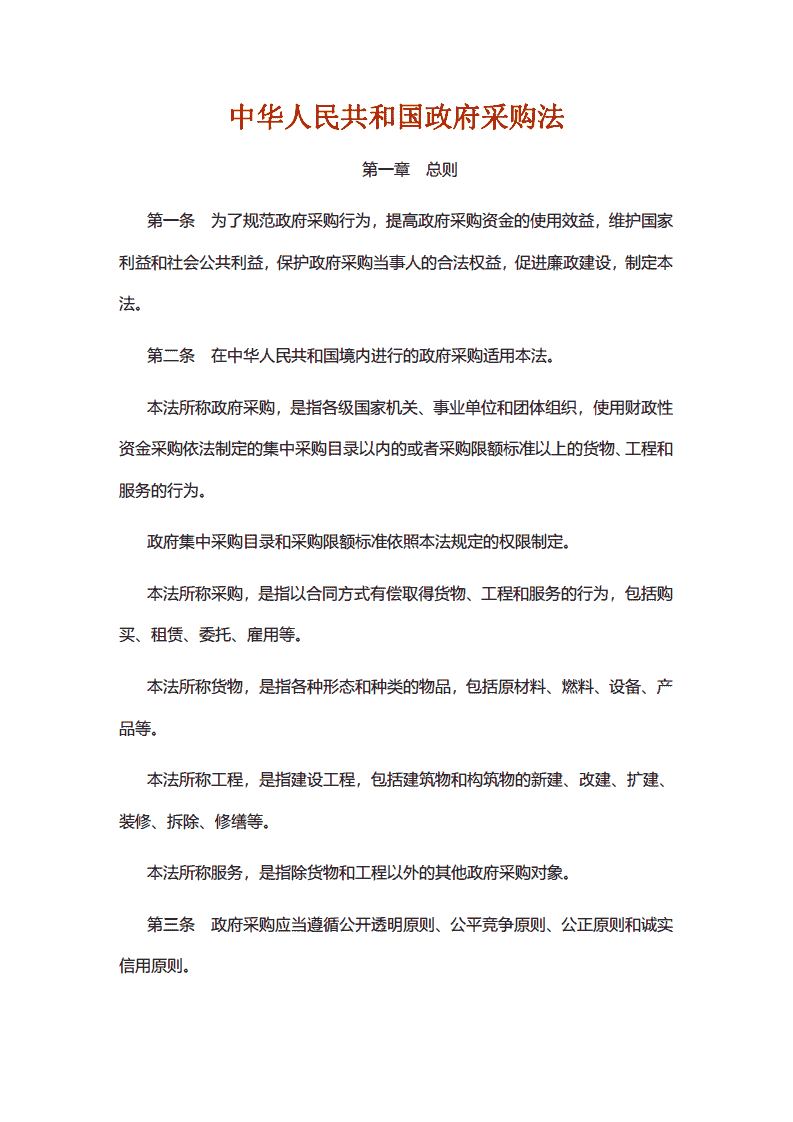 中华人民共和国政府采购法
第一章　总则
第一条　为了规范政府采购行为，提高政府采购资金的使用效益，维护国家
利益和社会公共利益，保护政府采购当事人的合法权益，促进廉政建设，制定本
法。
第二条　在中华人民共和国境内进行的政府采购适用本法。
本法所称政府采购，是指各级国家机关、事业单位和团体组织，使用财政性
资金采购依法制定的集中采购目录以内的或者采购限额标准以上的货物、工程和
服务的行为。
政府集中采购目录和采购限额标准依照本法规定的权限制定。
本法所称采购，是指以合同方式有偿取得货物、工程和服务的行为，包括购
买、租赁、委托、雇用等。
本法所称货物，是指各种形态和种类的物品，包括原材料、燃料、设备、产
品等。
本法所称工程，是指建设工程，包括建筑物和构筑物的新建、改建、扩建、
装修、拆除、修缮等。
本法所称服务，是指除货物和工程以外的其他政府采购对象。
第三条　政府采购应当遵循公开透明原则、公平竞争原则、公正原则和诚实
信用原则。